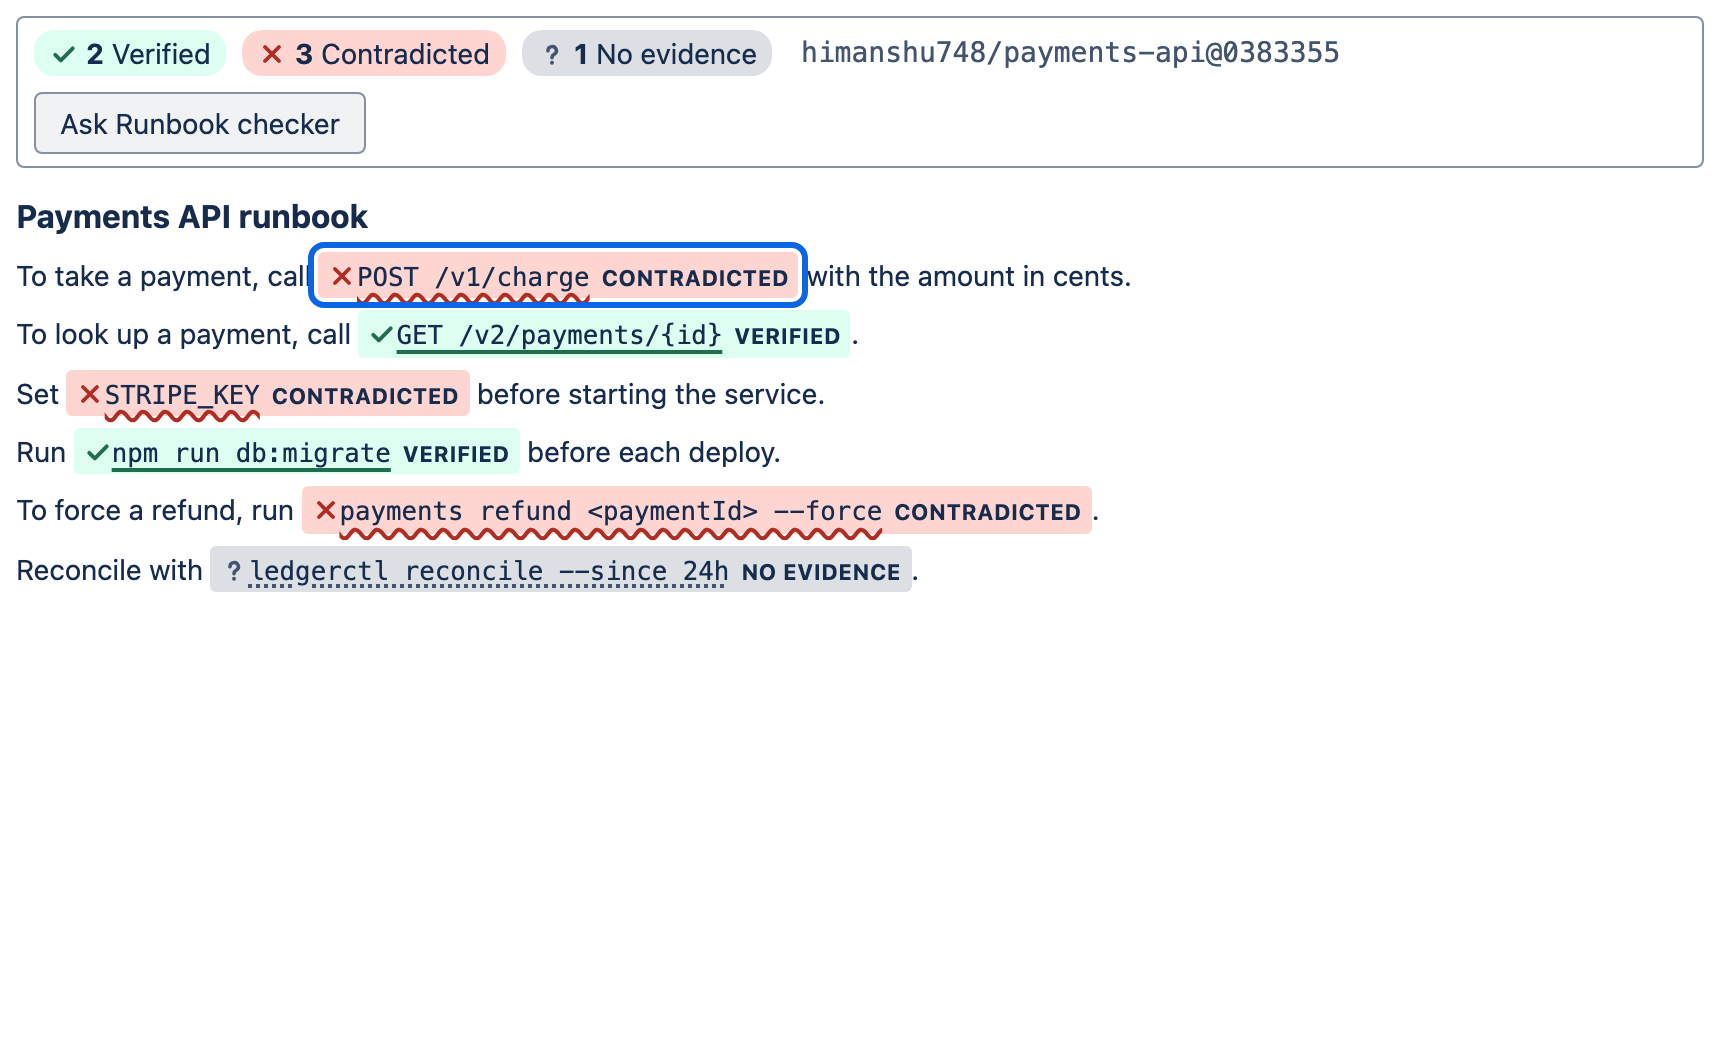 2 Verified 3 Contradicted ? 1 No evidence himanshu748/payments-api@0383355
Ask Runbook checker
Payments API runbook
To take a payment, call POST /v1/charge CONTRADICTED with the amount in cents.
To look up a payment, call GET /v2/payments/{id} VERIFIED.
Set STRIPE_KEY CONTRADICTED before starting the service.
Run npm run db:migrate VERIFIED before each deploy.
To force a refund, run payments refund <paymentId> --force CONTRADICTED.
Reconcile with ? ledgerctl reconcile --since 24h NO EVIDENCE.